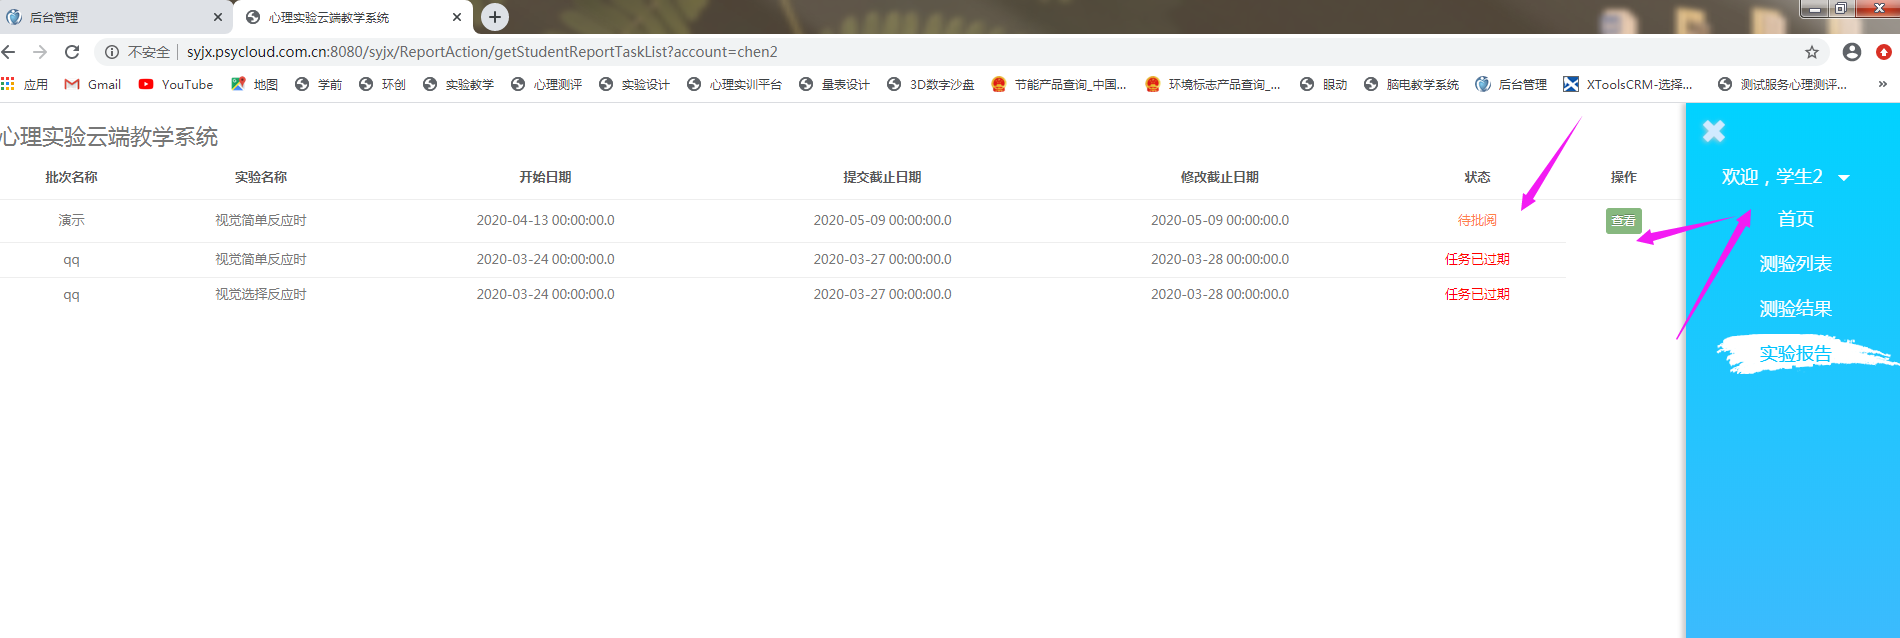 后台管理
心理实验云端教学系统
不安全 syjx.psycloud.com.cn:8080/syjx/ReportAction/getStudentReportTaskList?account=chen2
应用 Gmail YouTube 地图 学前 环创 实验教学 心理测评 实验设计 心理实训平台 量表设计 3D数字沙盘 节能产品查询_中国... 环境标志产品查询_... 眼动 脑电教学系统 后台管理 XToolsCRM-选择... 测试服务心理测评... »
心理实验云端教学系统
批次名称 实验名称 开始日期 提交截止日期 修改截止日期 状态 操作
演示 视觉简单反应时 2020-04-13 00:00:00.0 2020-05-09 00:00:00.0 2020-05-09 00:00:00.0 待批阅 查看
qq 视觉简单反应时 2020-03-24 00:00:00.0 2020-03-27 00:00:00.0 2020-03-28 00:00:00.0 任务已过期
qq 视觉选择反应时 2020-03-24 00:00:00.0 2020-03-27 00:00:00.0 2020-03-28 00:00:00.0 任务已过期
欢迎，学生2
首页
测验列表
测验结果
实验报告